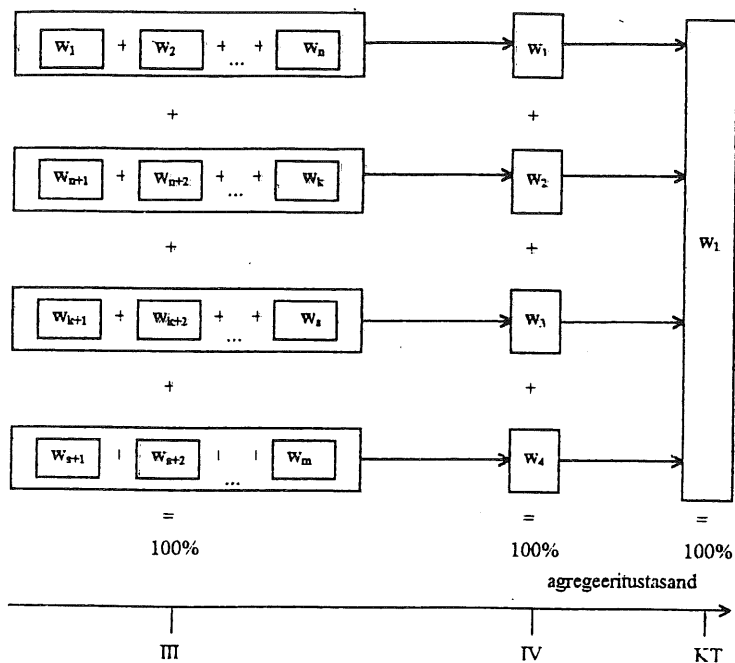 W₁ + W₂ + ... + Wₙ W₁
+ +
Wₙ₊₁ + Wₙ₊₂ + ... + Wₖ W₂
+ + W₁
Wₖ₊₁ + Wₖ₊₂ + ... + Wₛ W₃
+ +
Wₛ₊₁ ı Wₛ₊₂ ı ... ı Wₘ W₄
= = =
100% 100% 100%
agregeeritustasand
III IV KT